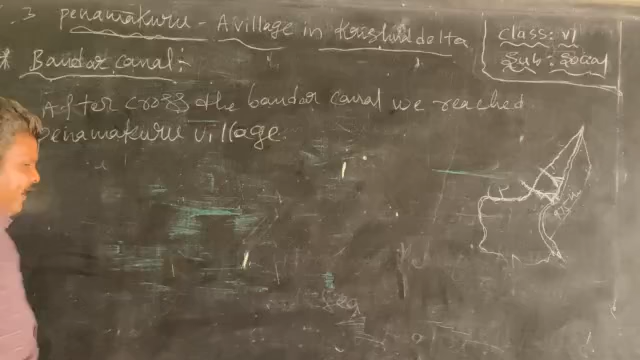 3 penamakuru - A village in Krishna delta
Class: VI
Sub: Social
* Bandar canal:-
After cross the bandar canal we reached
penamakuru village.